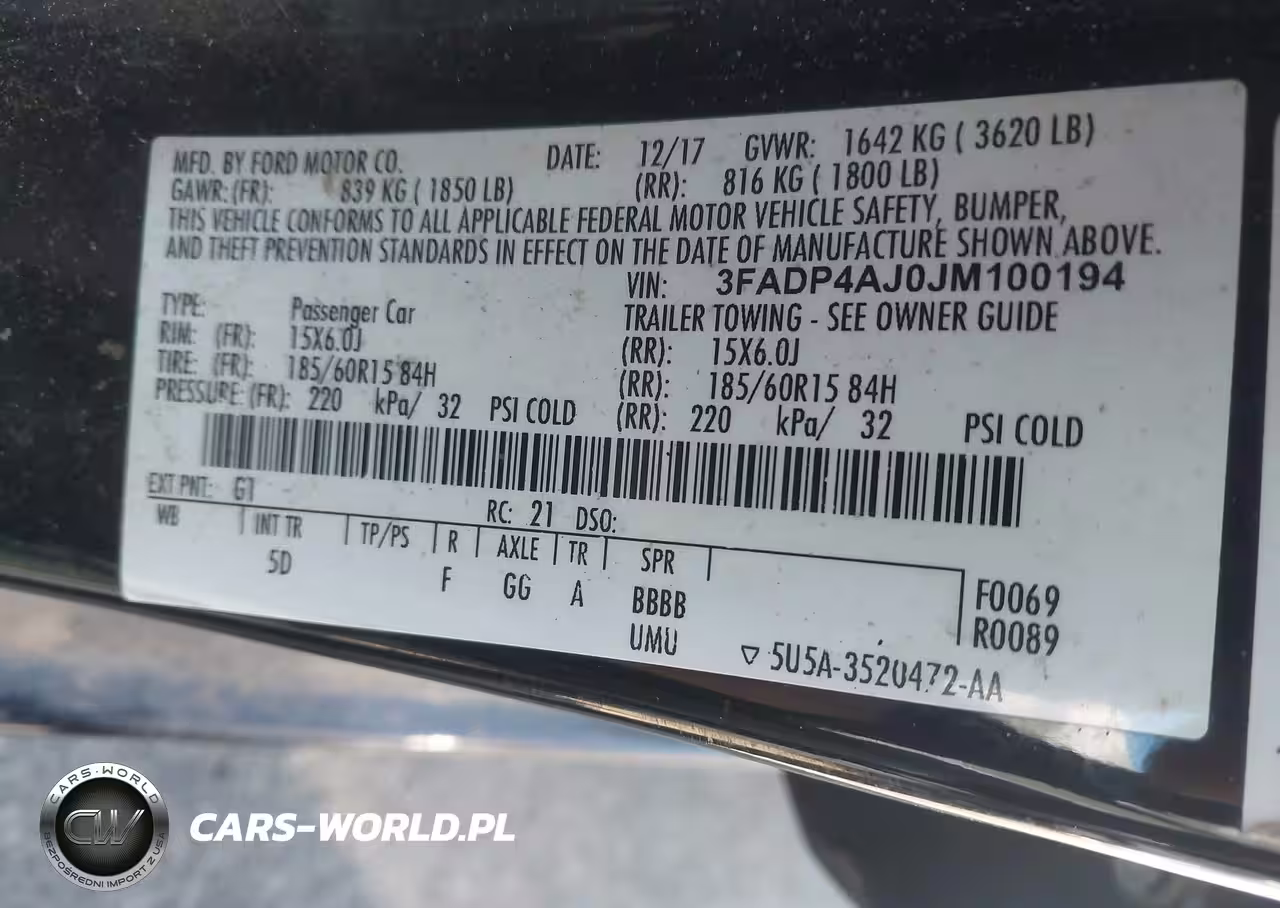 MFD. BY FORD MOTOR CO. DATE: 12/17 GVWR: 1642 KG ( 3620 LB)
GAWR: (FR): 839 KG ( 1850 LB) (RR): 816 KG ( 1800 LB)
THIS VEHICLE CONFORMS TO ALL APPLICABLE FEDERAL MOTOR VEHICLE SAFETY, BUMPER,
AND THEFT PREVENTION STANDARDS IN EFFECT ON THE DATE OF MANUFACTURE SHOWN ABOVE.
VIN: 3FADP4AJ0JM100194
TYPE: Passenger Car TRAILER TOWING - SEE OWNER GUIDE
RIM: (FR): 15X6.0J (RR): 15X6.0J
TIRE: (FR): 185/60R15 84H (RR): 185/60R15 84H
PRESSURE: (FR): 220 kPa/ 32 PSI COLD (RR): 220 kPa/ 32 PSI COLD
EXT PNT: G1 RC: 21 DSO:
WB INT TR TP/PS R AXLE TR SPR
5D F GG A BBBB F0069
UMU R0089
▽ 5U5A-3520472-AA
CARS-WORLD
CW
BEZPOŚREDNI IMPORT Z USA
CARS-WORLD.PL